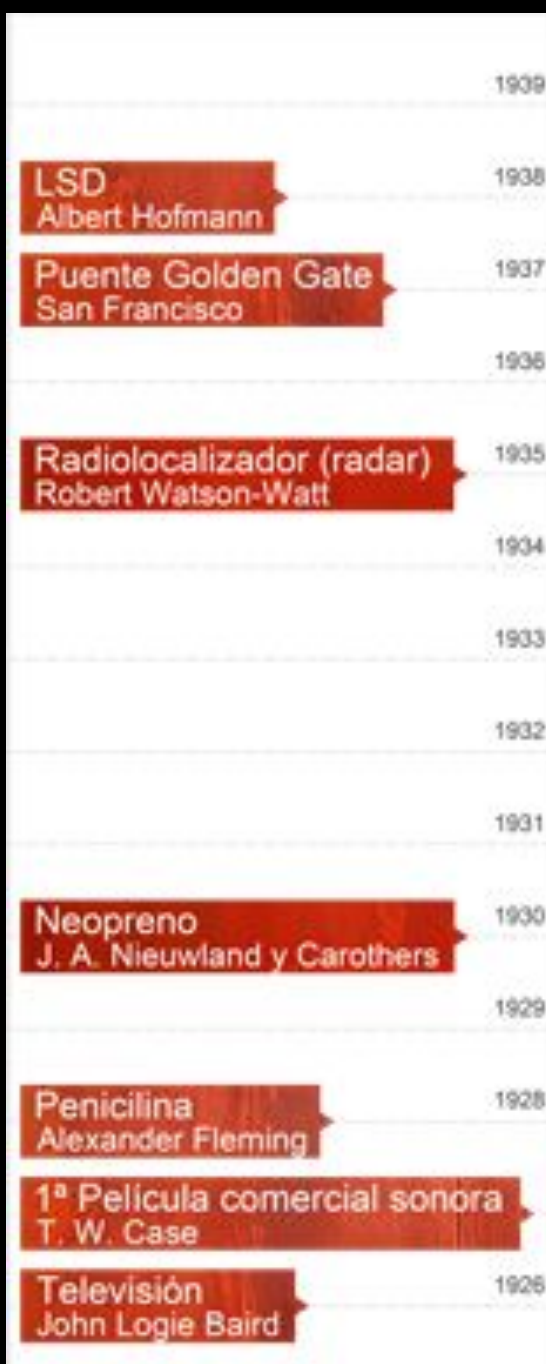 1939
LSD
Albert Hofmann
1938
Puente Golden Gate
San Francisco
1937
1936
Radiolocalizador (radar)
Robert Watson-Watt
1935
1934
1933
1932
1931
Neopreno
J. A. Nieuwland y Carothers
1930
1929
Penicilina
Alexander Fleming
1928
1ª Película comercial sonora
T. W. Case
Televisión
John Logie Baird
1926